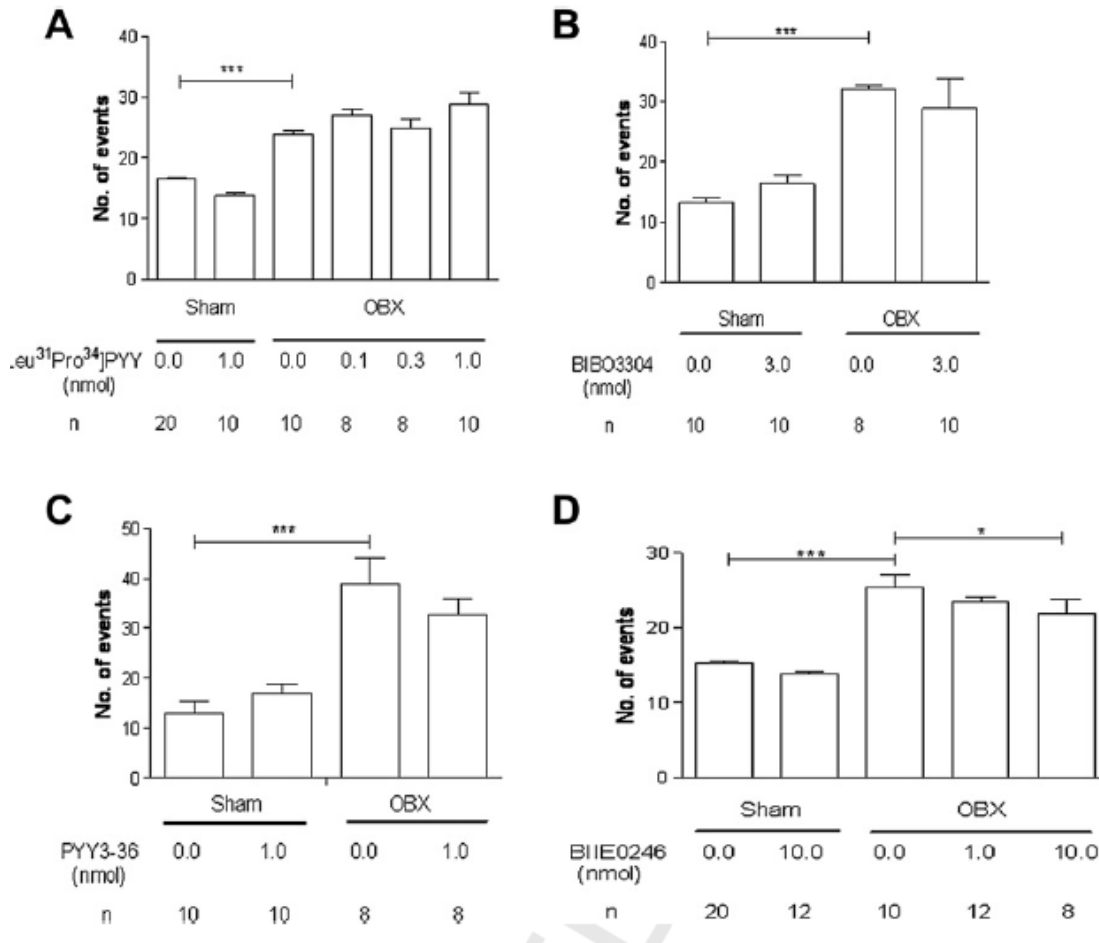 A
No. of events
40
30
20
10
0
***
Sham OBX
.eu31Pro34]PYY 0.0 1.0 0.0 0.1 0.3 1.0
(nmol)
n 20 10 10 8 8 10
B
No. of events
40
30
20
10
0
***
Sham OBX
BIBO3304 0.0 3.0 0.0 3.0
(nmol)
n 10 10 8 10
C
No. of events
50
40
30
20
10
0
***
Sham OBX
PYY3-36 0.0 1.0 0.0 1.0
(nmol)
n 10 10 8 8
D
No. of events
30
20
10
0
***
*
Sham OBX
BIIE0246 0.0 10.0 0.0 1.0 10.0
(nmol)
n 20 12 10 12 8